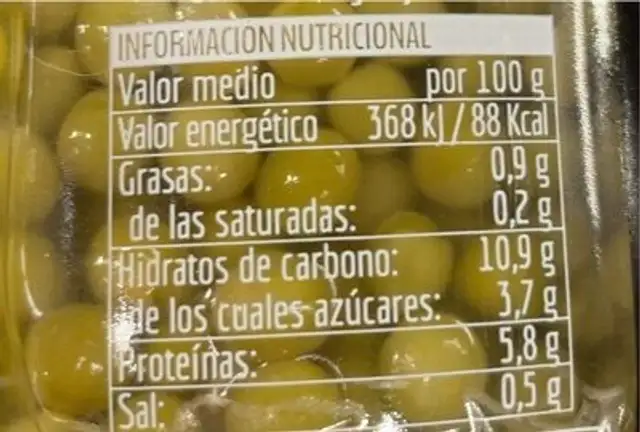 INFORMACIÓN NUTRICIONAL
Valor medio por 100 g
Valor energético 368 kJ / 88 Kcal
Grasas: 0,9 g
de las saturadas: 0,2 g
Hidratos de carbono: 10,9 g
de los cuales azúcares: 3,7 g
Proteínas: 5,8 g
Sal: 0,5 g